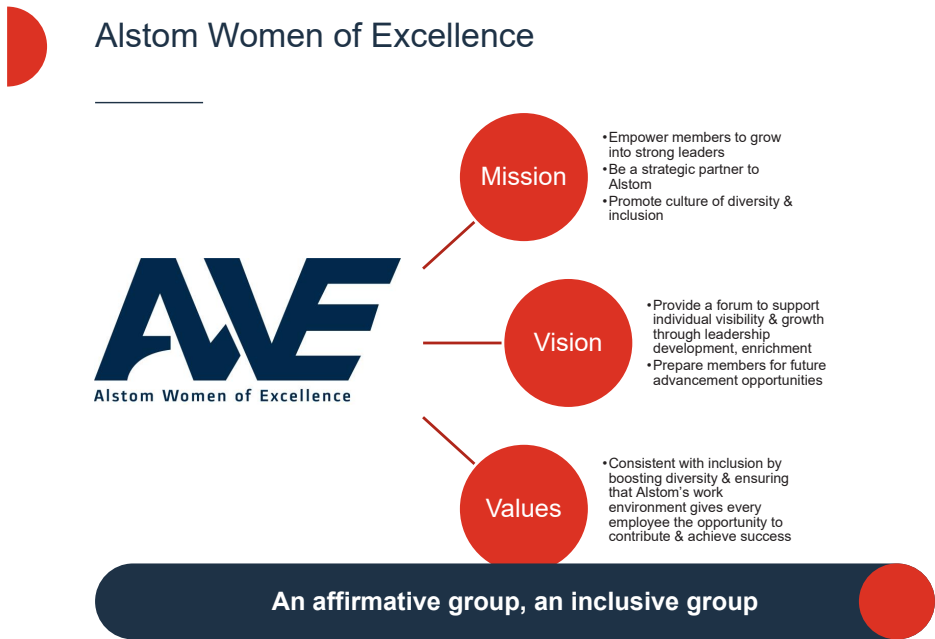 Alstom Women of Excellence
AWE
Alstom Women of Excellence
Mission
•Empower members to grow
into strong leaders
•Be a strategic partner to
Alstom
•Promote culture of diversity &
inclusion
Vision
•Provide a forum to support
individual visibility & growth
through leadership
development, enrichment
•Prepare members for future
advancement opportunities
Values
•Consistent with inclusion by
boosting diversity & ensuring
that Alstom’s work
environment gives every
employee the opportunity to
contribute & achieve success
An affirmative group, an inclusive group